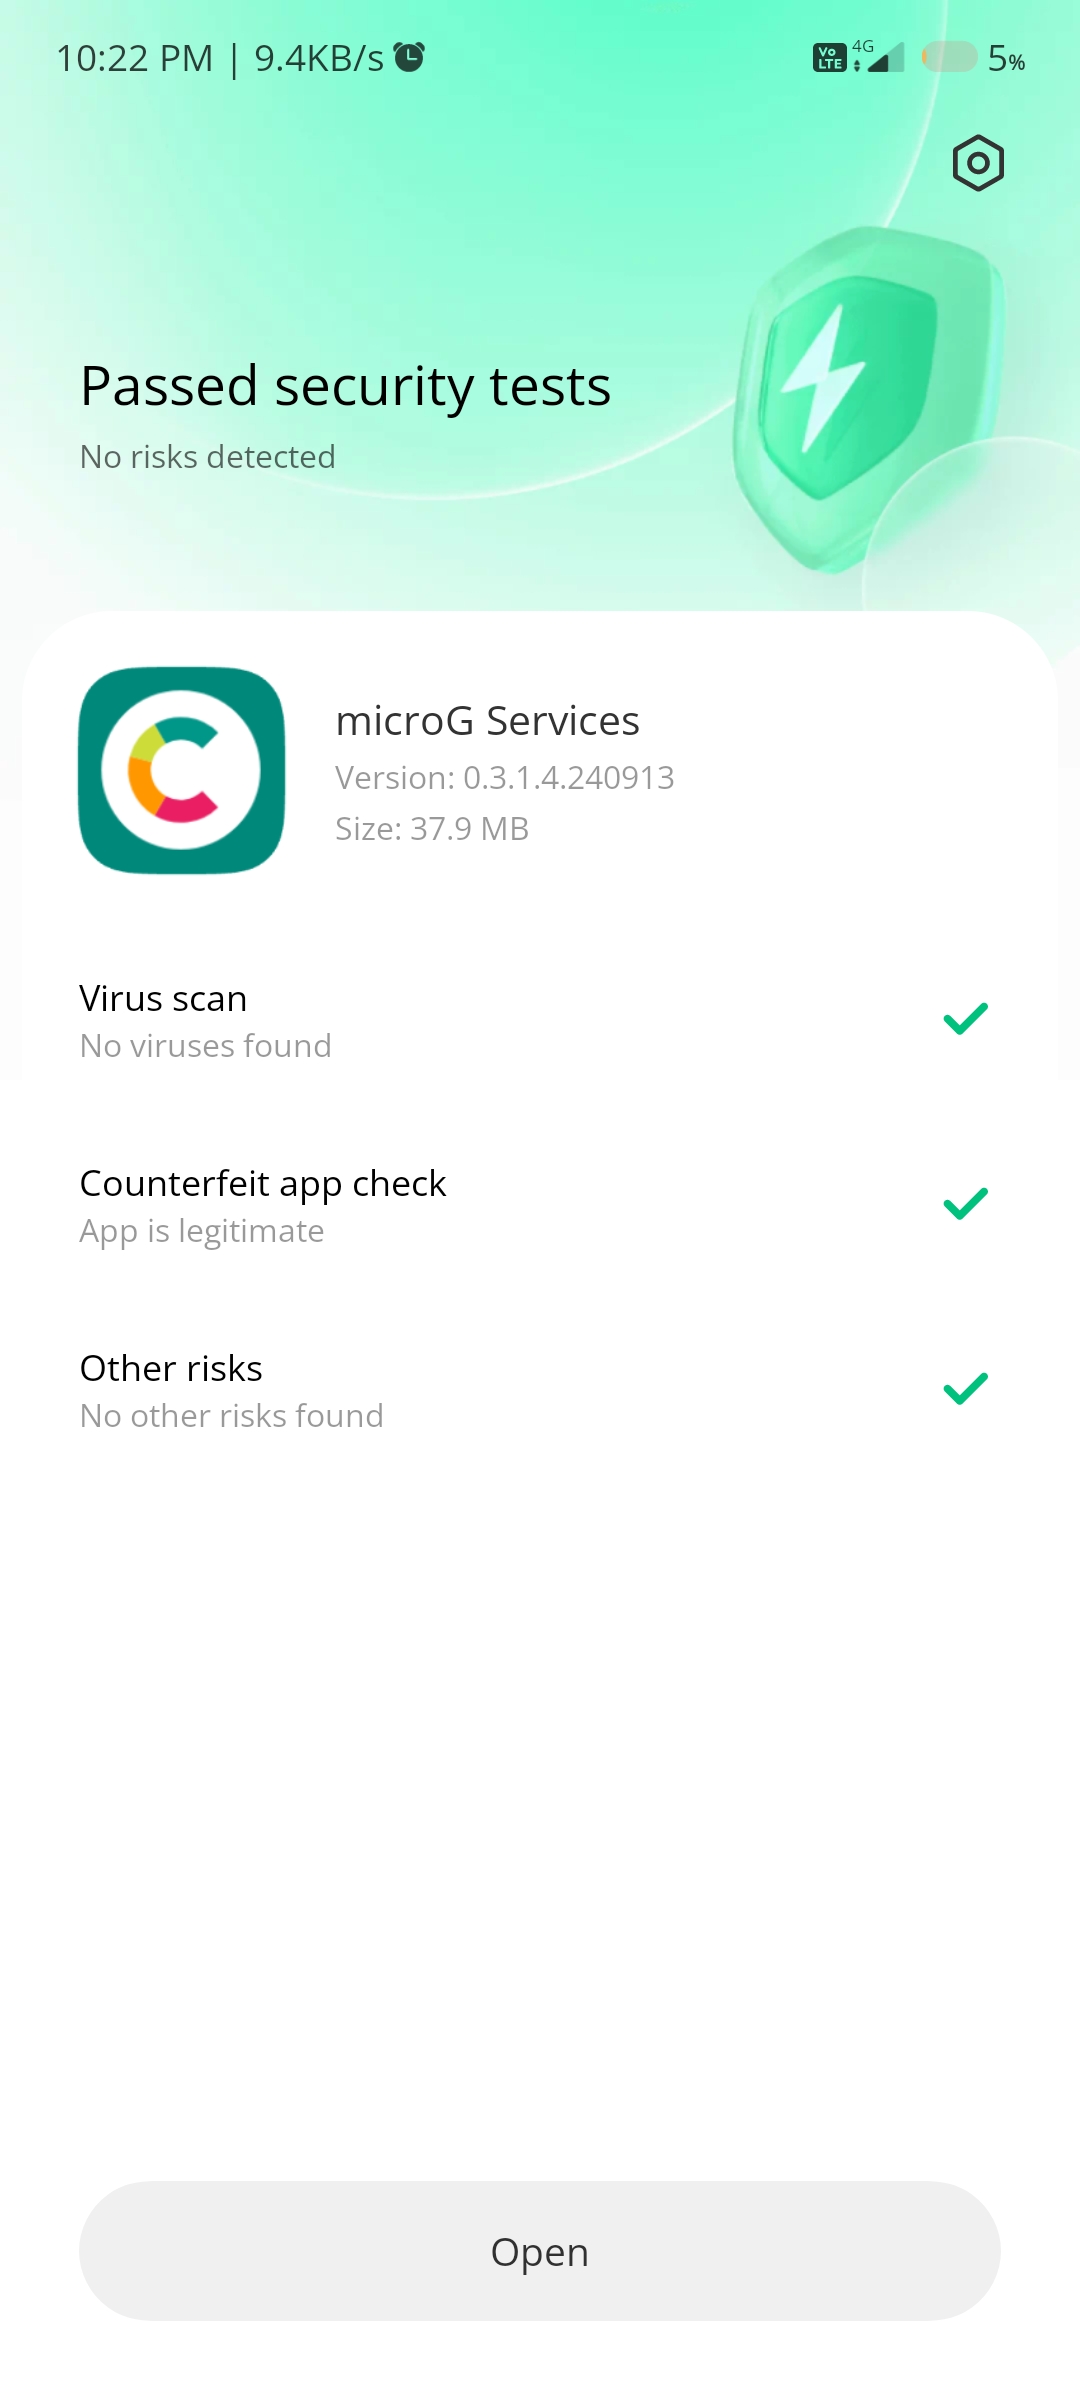 10:22 PM | 9.4KB/s
Vo LTE 4G 5%
Passed security tests
No risks detected
microG Services
Version: 0.3.1.4.240913
Size: 37.9 MB
Virus scan
No viruses found
Counterfeit app check
App is legitimate
Other risks
No other risks found
Open